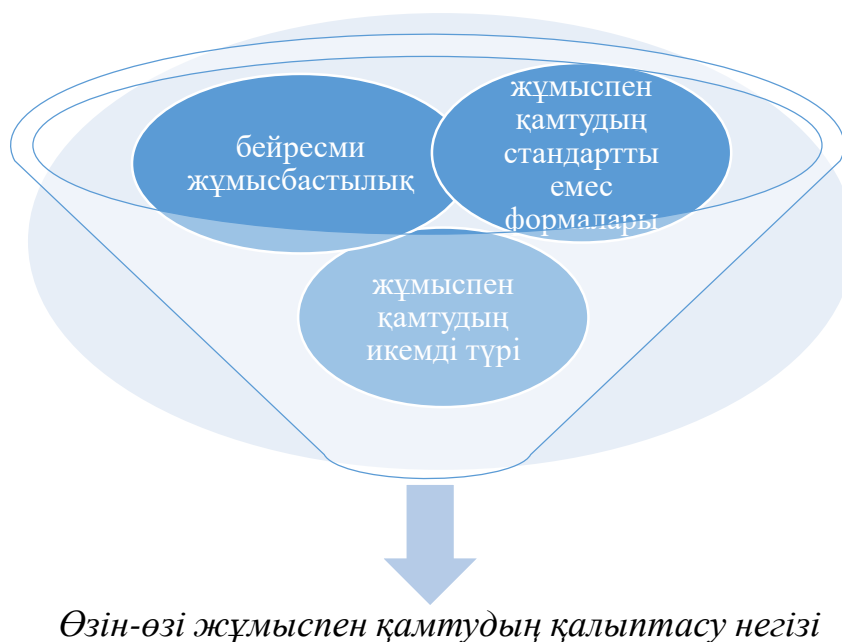 бейресми
жұмысбастылық
жұмыспен
қамтудың
стандартты
емес
формалары
жұмыспен
қамтудың
икемді түрі
Өзін-өзі жұмыспен қамтудың қалыптасу негізі